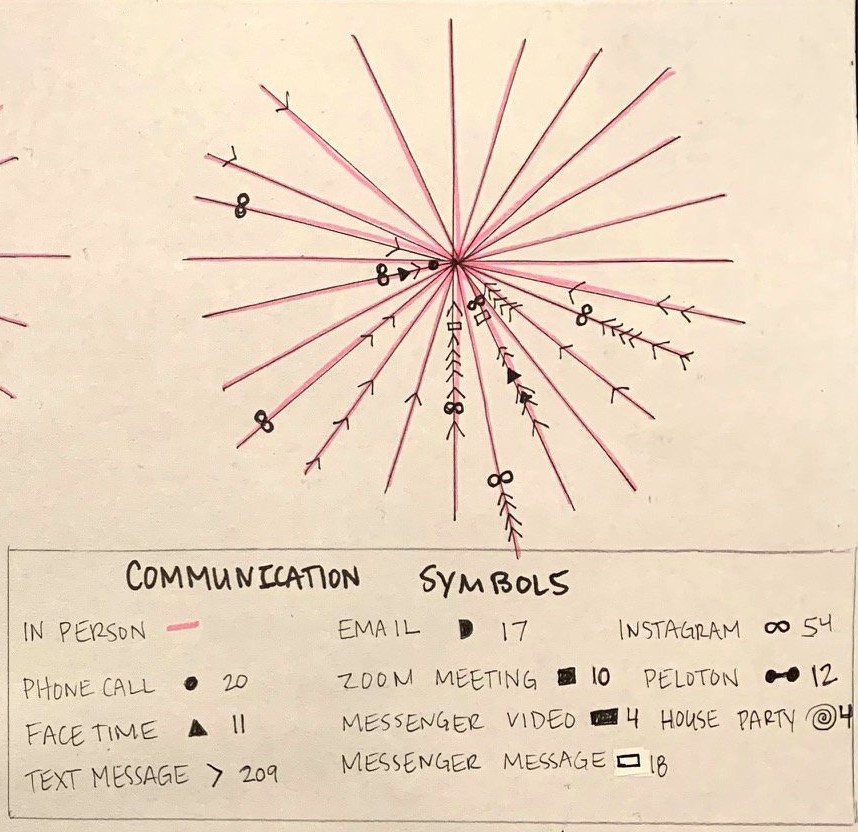 COMMUNICATION SYMBOLS
IN PERSON EMAIL 17 INSTAGRAM ∞ 54
PHONE CALL ● 20 ZOOM MEETING ■ 10 PELOTON 12
FACE TIME ▲ 11 MESSENGER VIDEO 4 HOUSE PARTY 4
TEXT MESSAGE > 209 MESSENGER MESSAGE ▭ 18